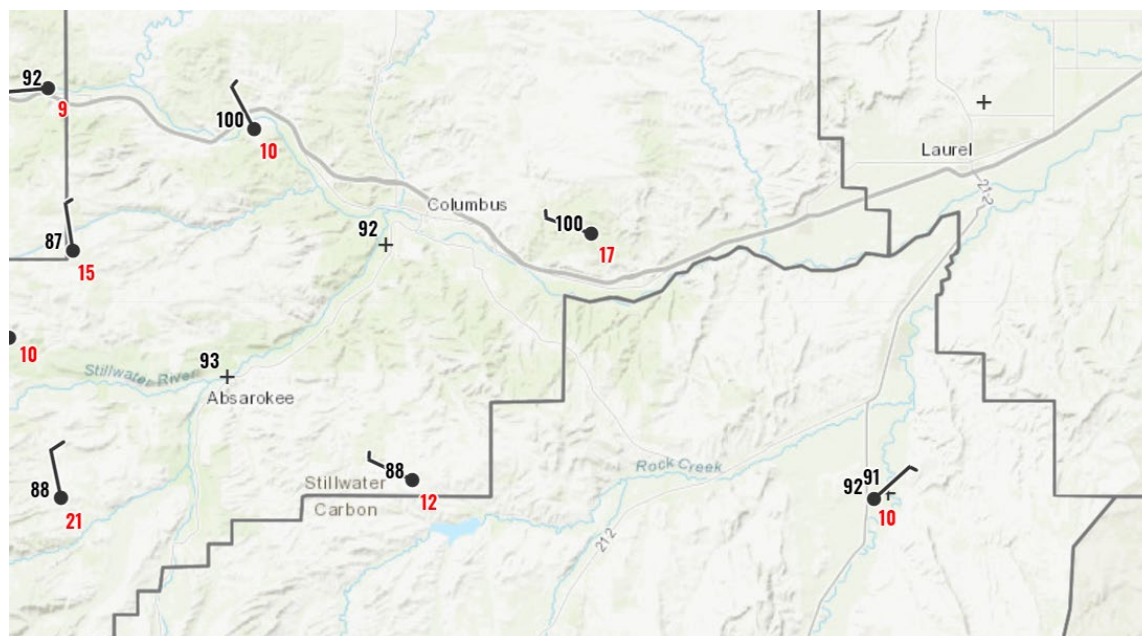 92
9
100
10
Laurel
212
Columbus
87
15
92
100
17
10
93
Stillwater River
Absarokee
88
21
88
12
Stillwater
Carbon
Rock Creek
212
92
91
10